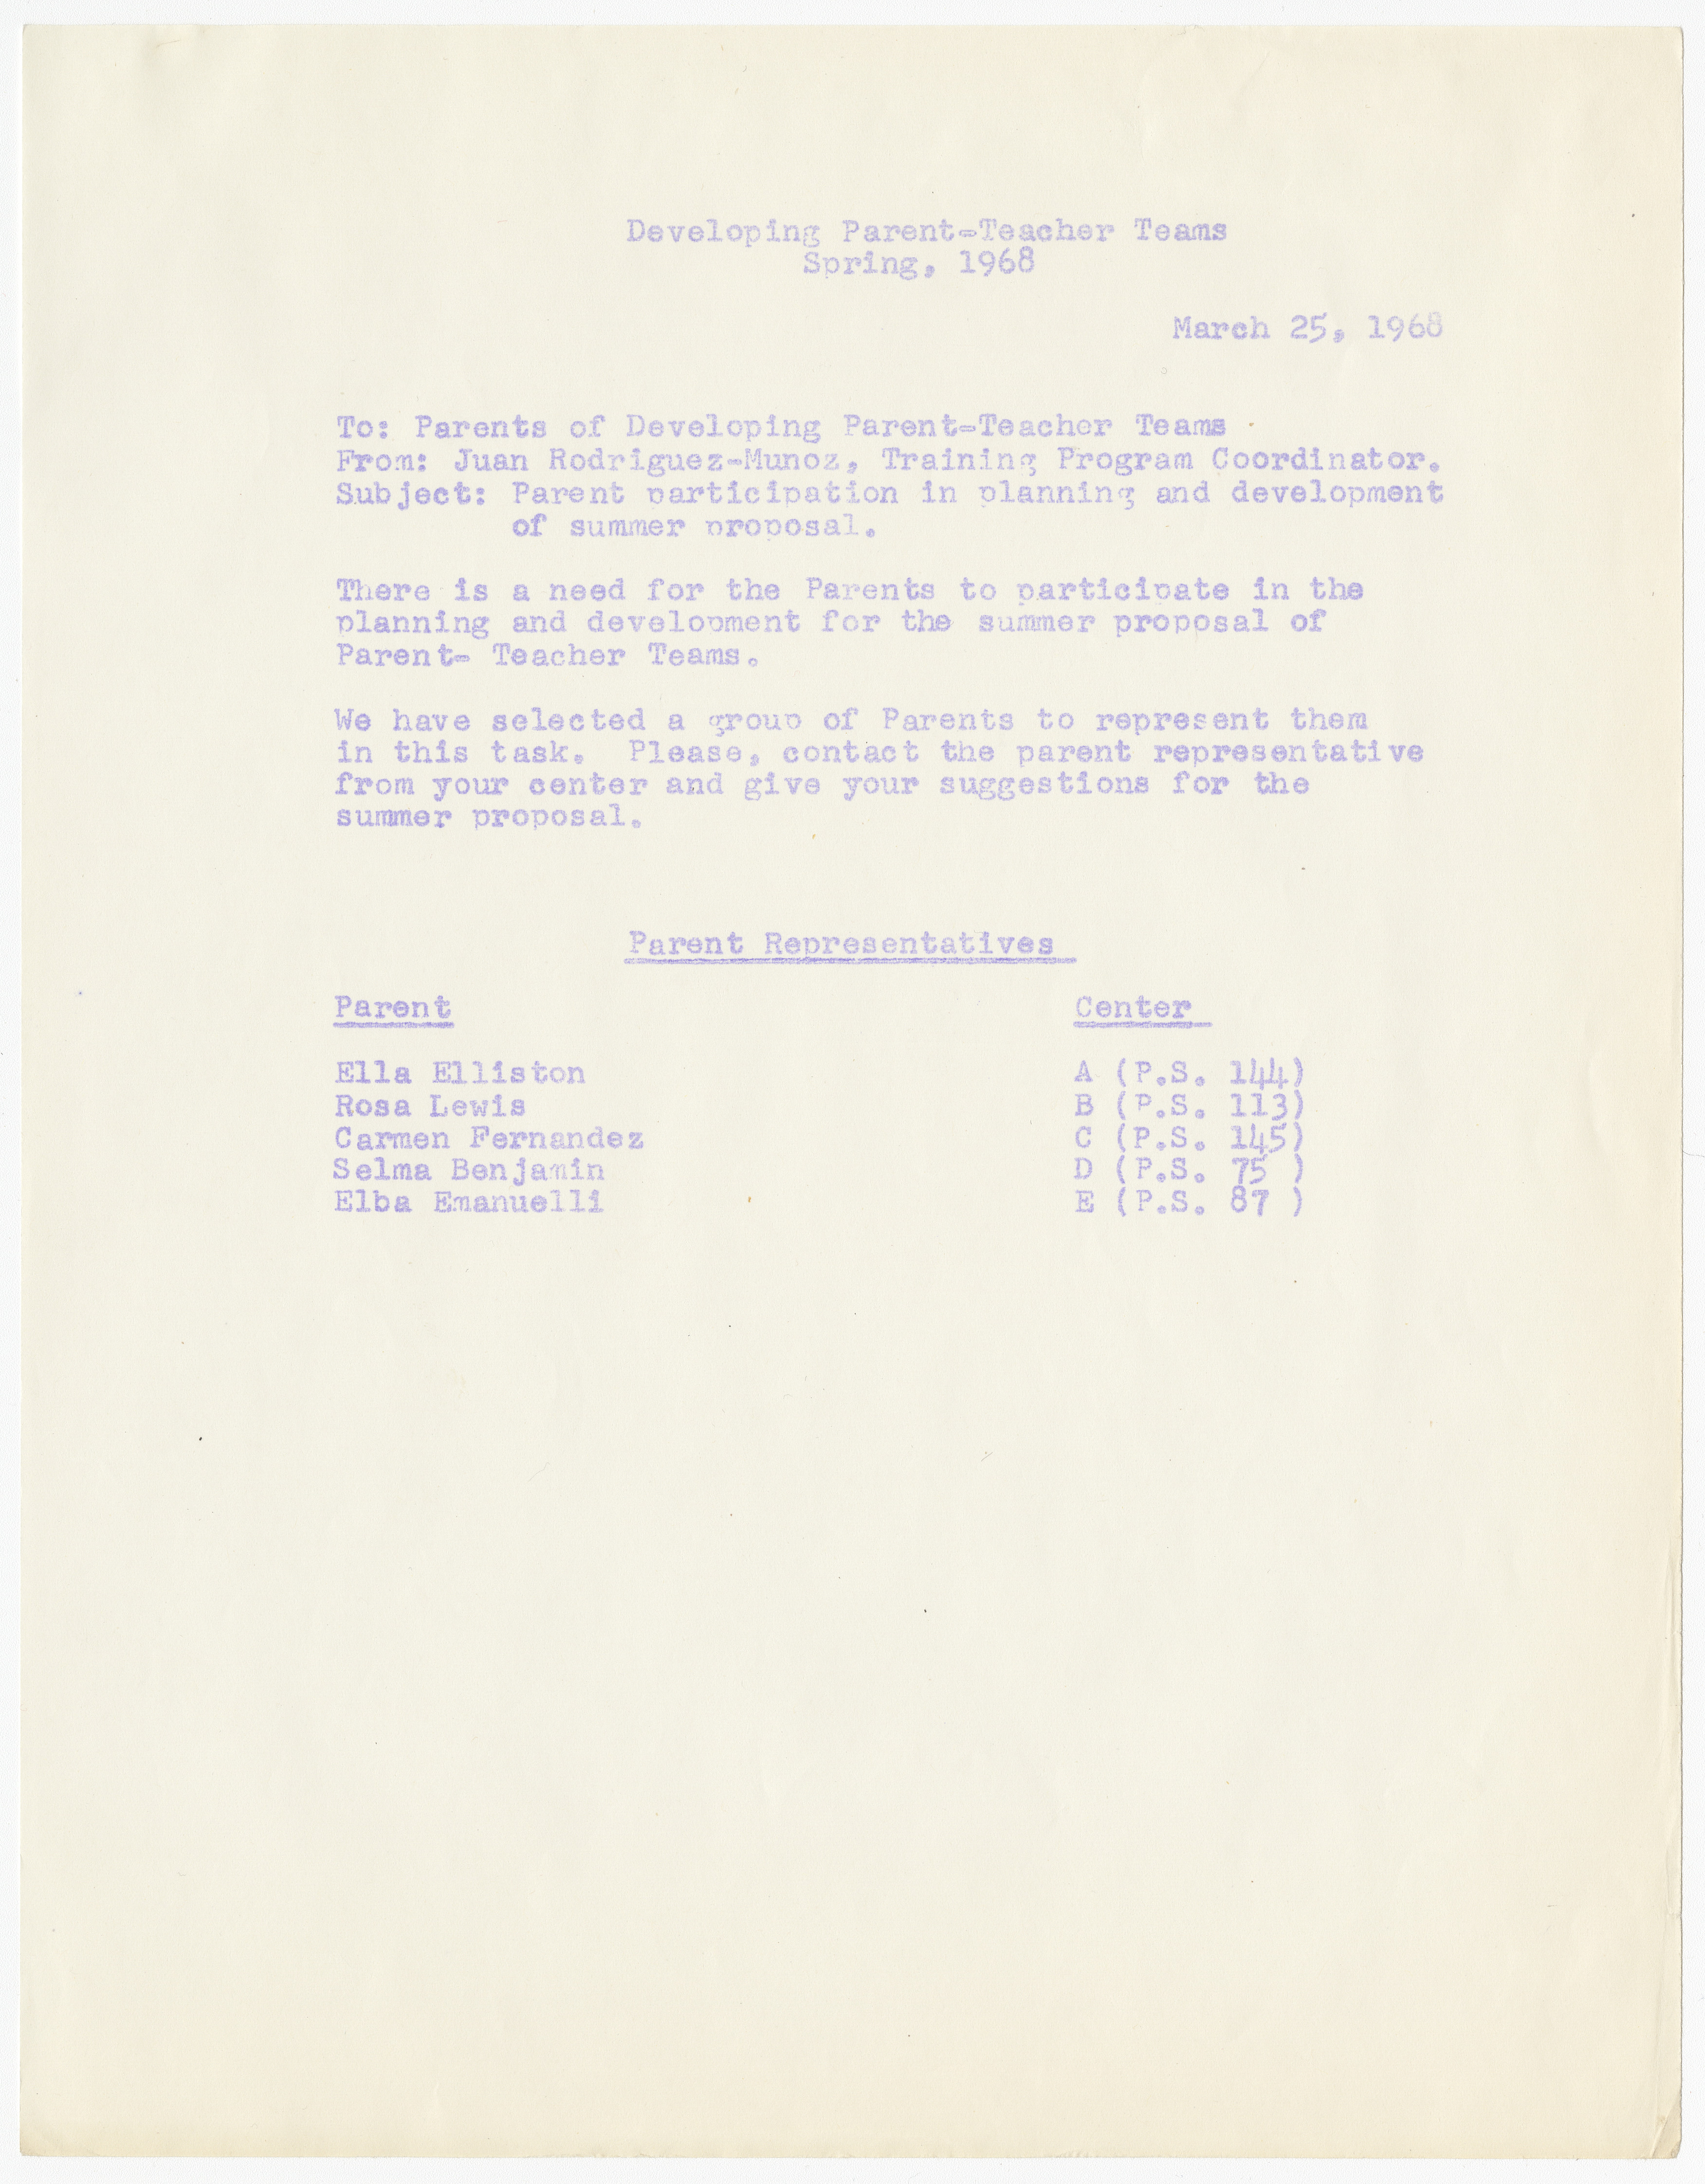 Developing Parent-Teacher Teams
Spring, 1968
March 25, 1968
To: Parents of Developing Parent-Teacher Teams
From: Juan Rodriguez-Munoz, Training Program Coordinator.
Subject: Parent participation in planning and development
of summer proposal.
There is a need for the Parents to participate in the
planning and development for the summer proposal of
Parent- Teacher Teams.
We have selected a group of Parents to represent them
in this task. Please, contact the parent representative
from your center and give your suggestions for the
summer proposal.
Parent Representatives
Parent Center
Ella Elliston A (P.S. 144)
Rosa Lewis B (P.S. 113)
Carmen Fernandez C (P.S. 145)
Selma Benjamin D (P.S. 75 )
Elba Emanuelli E (P.S. 87 )